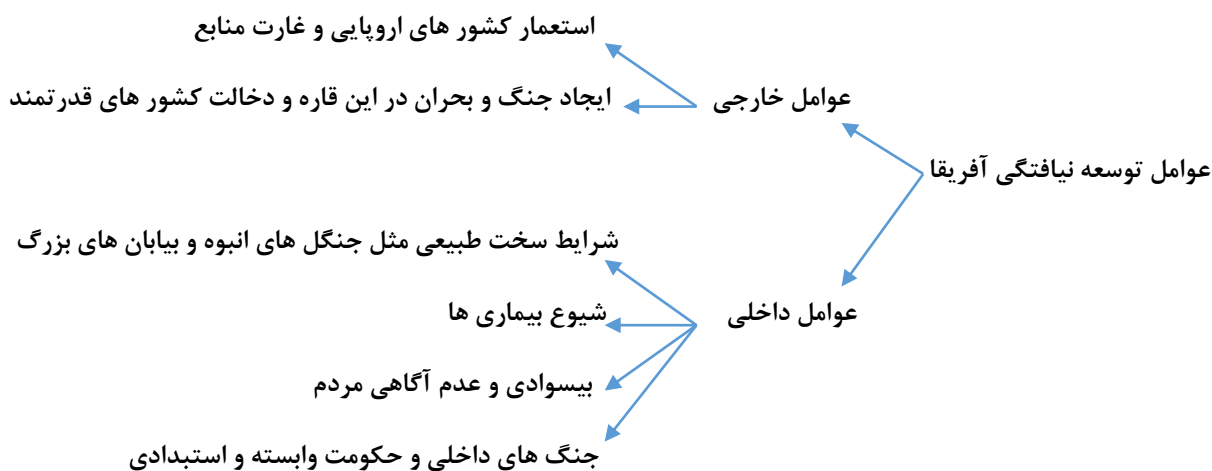 استعمار کشور های اروپایی و غارت منابع
عوامل خارجی
ایجاد جنگ و بحران در این قاره و دخالت کشور های قدرتمند
عوامل توسعه نیافتگی آفریقا
شرایط سخت طبیعی مثل جنگل های انبوه و بیابان های بزرگ
عوامل داخلی
شیوع بیماری ها
بیسوادی و عدم آگاهی مردم
جنگ های داخلی و حکومت وابسته و استبدادی